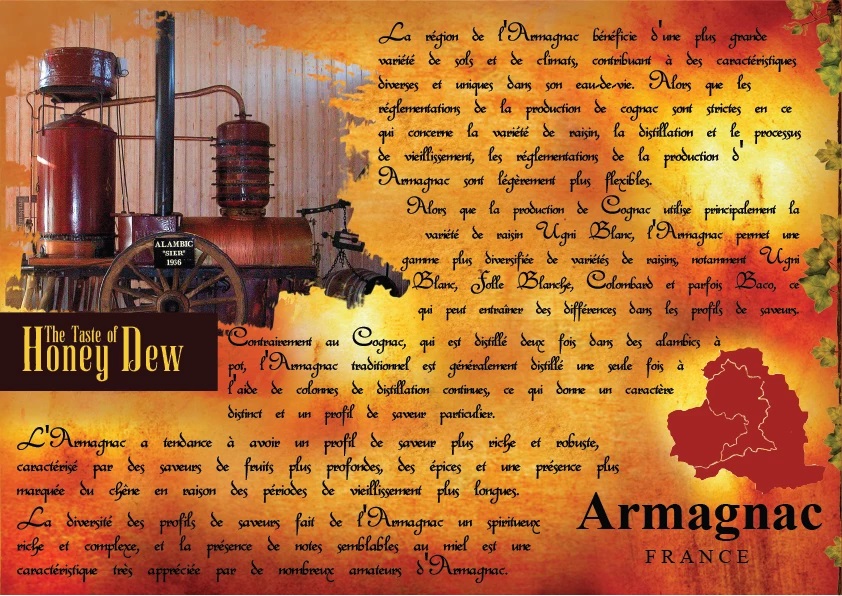 La région de l'Armagnac bénéficie d'une plus grande
variété de sols et de climats, contribuant à des caractéristiques
diverses et uniques dans son eau-de-vie. Alors que les
réglementations de la production de cognac sont strictes en ce
qui concerne la variété de raisin, la distillation et le processus
de vieillissement, les réglementations de la production d'
Armagnac sont légèrement plus flexibles.
Alors que la production de Cognac utilise principalement la
variété de raisin Ugni Blanc, l'Armagnac permet une
gamme plus diversifiée de variétés de raisins, notamment Ugni
Blanc, Folle Blanche, Colombard et parfois Baco, ce
qui peut entraîner des différences dans les profils de saveurs.
ALAMBIC
"SIER"
1936
The Taste of
Honey Dew
Contrairement au Cognac, qui est distillé deux fois dans des alambics à
pot, l'Armagnac traditionnel est généralement distillé une seule fois à
l'aide de colonnes de distillation continues, ce qui donne un caractère
distinct et un profil de saveur particulier.
L'Armagnac a tendance à avoir un profil de saveur plus riche et robuste,
caractérisé par des saveurs de fruits plus profondes, des épices et une présence plus
marquée du chêne en raison des périodes de vieillissement plus longues.
La diversité des profils de saveurs fait de l'Armagnac un spiritueux
riche et complexe, et la présence de notes semblables au miel est une
caractéristique très appréciée par de nombreux amateurs d'Armagnac.
Armagnac
FRANCE